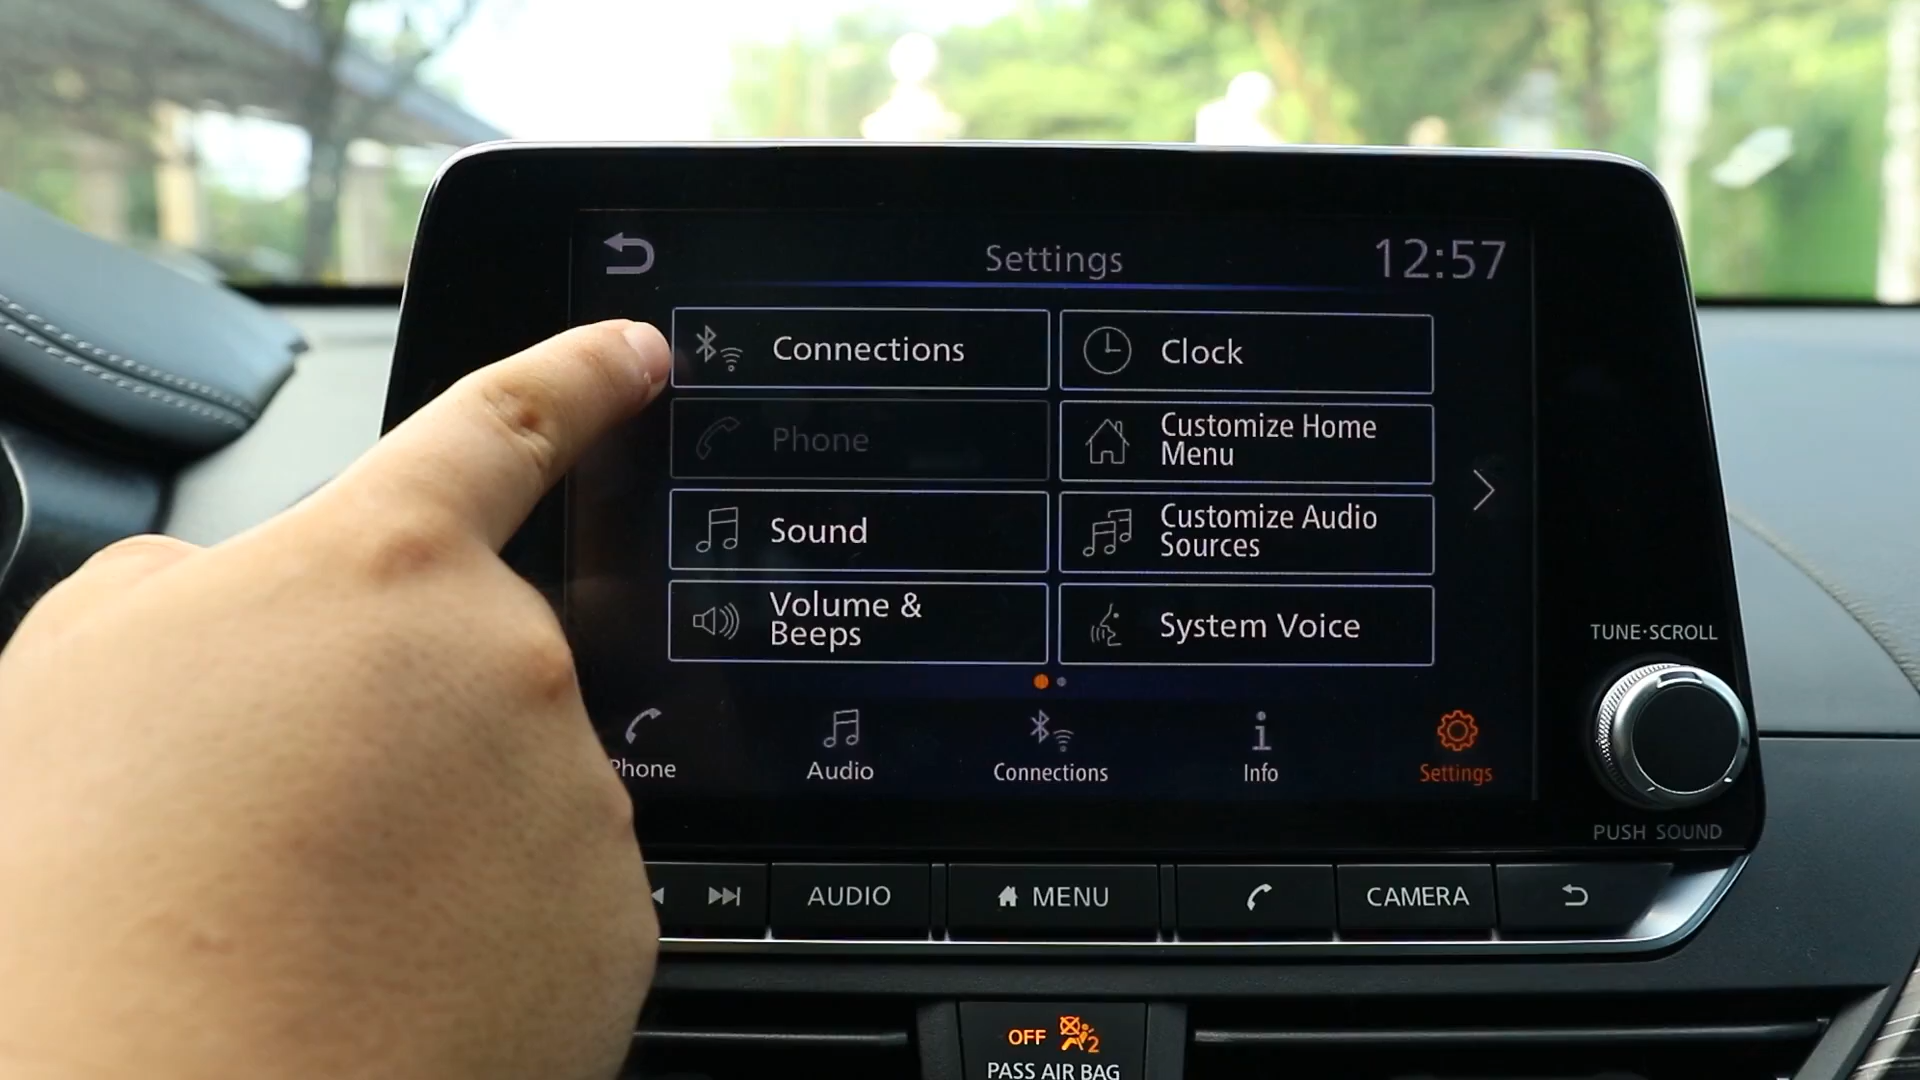 Settings
12:57
Connections
Clock
Phone
Customize Home
Menu
Sound
Customize Audio
Sources
Volume &
Beeps
System Voice
TUNE·SCROLL
Phone
Audio
Connections
Info
Settings
PUSH SOUND
AUDIO
MENU
CAMERA
OFF
2
PASS AIR BAG